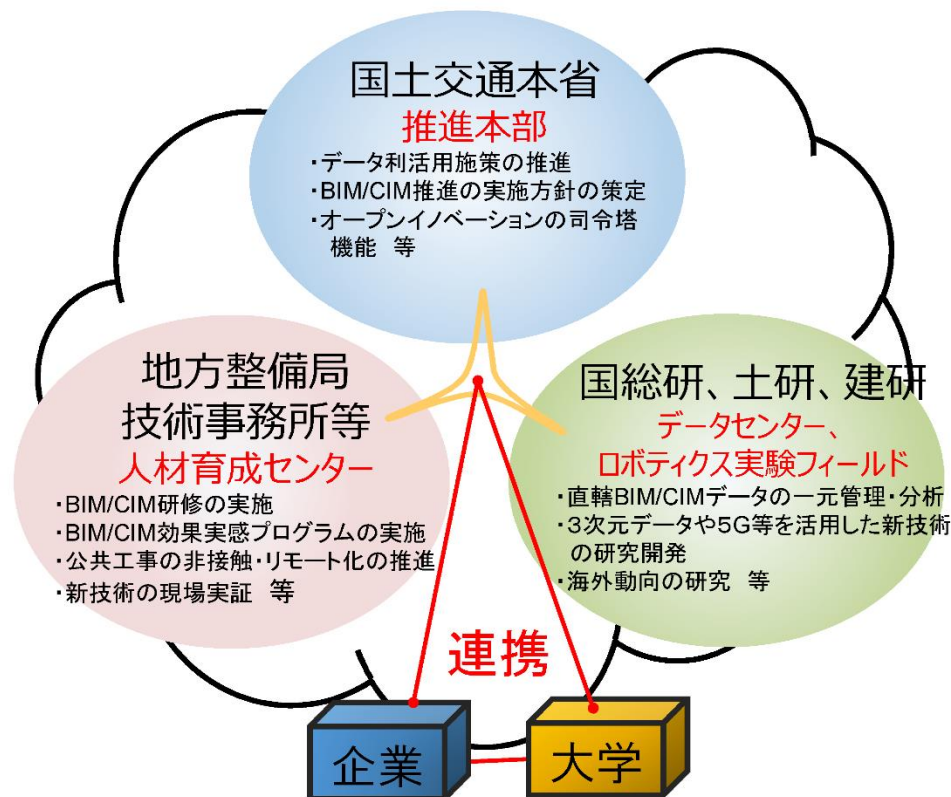 国土交通本省
推進本部
・データ利活用施策の推進
・BIM/CIM推進の実施方針の策定
・オープンイノベーションの司令塔
機能 等
地方整備局
技術事務所等
人材育成センター
・BIM/CIM研修の実施
・BIM/CIM効果実感プログラムの実施
・公共工事の非接触・リモート化の推進
・新技術の現場実証 等
国総研、土研、建研
データセンター、
ロボティクス実験フィールド
・直轄BIM/CIMデータの一元管理・分析
・3次元データや5G等を活用した新技術
の研究開発
・海外動向の研究 等
連携
企業
大学